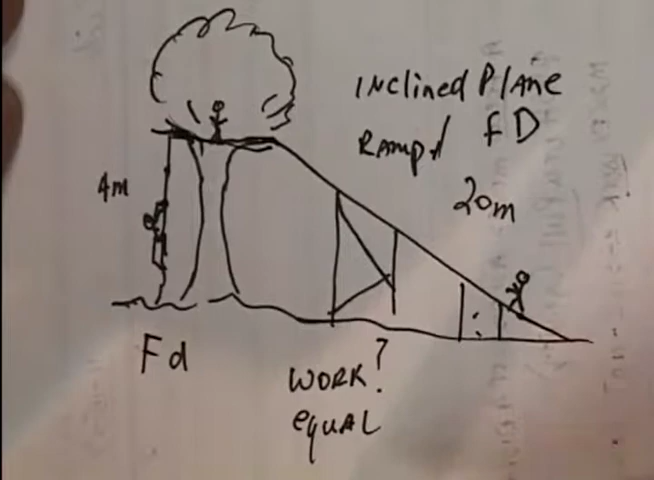 INclined Plane
RAMP FD
20m
4m
Fd
WORK?
equAL